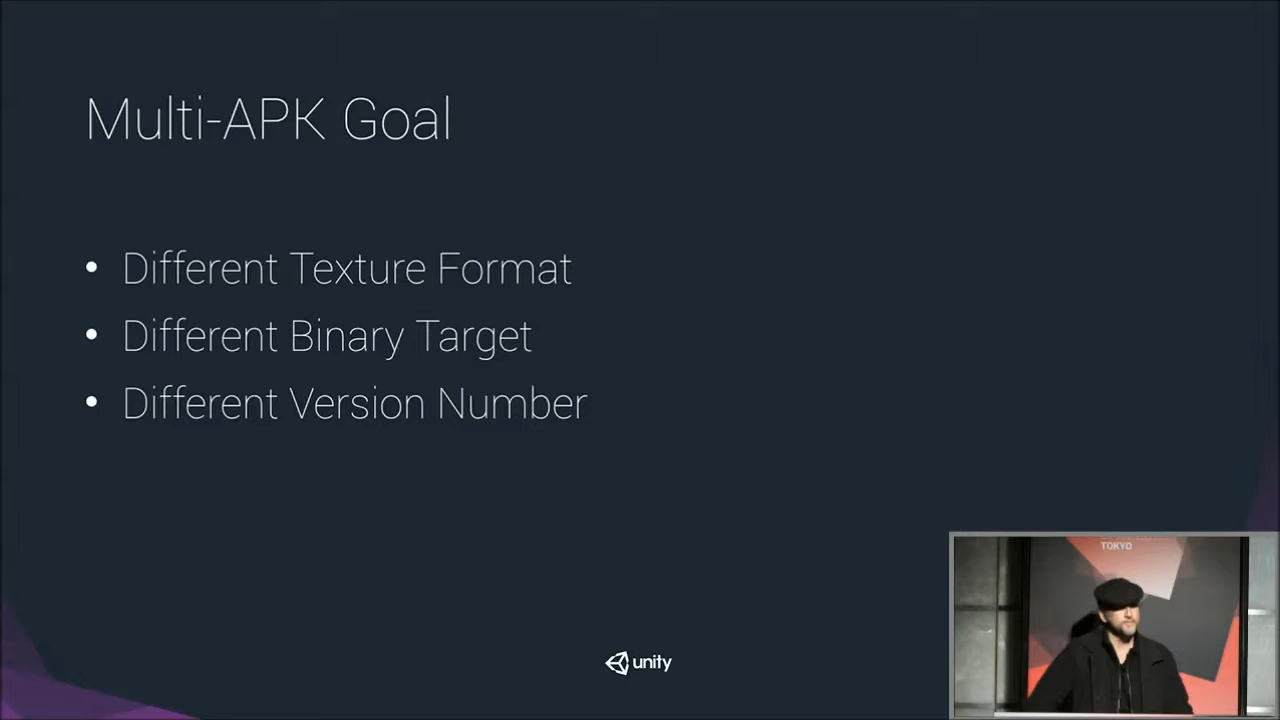 Multi-APK Goal
• Different Texture Format
• Different Binary Target
• Different Version Number
unity
TOKYO